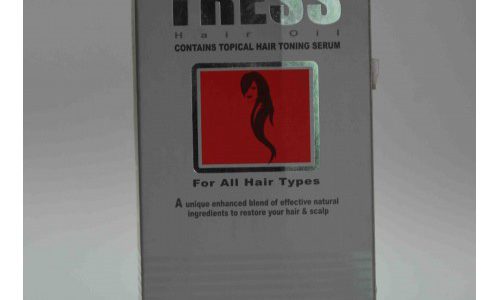 TRESS
Hair Oil
CONTAINS TOPICAL HAIR TONING SERUM
For All Hair Types
A unique enhanced blend of effective natural
ingredients to restore your hair & scalp